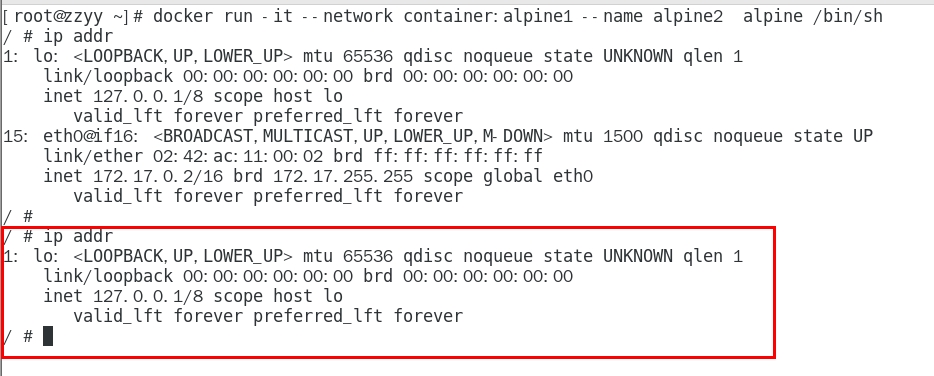 [root@zzyy ~]# docker run -it --network container:alpine1 --name alpine2  alpine /bin/sh
/ # ip addr
1: lo: <LOOPBACK,UP,LOWER_UP> mtu 65536 qdisc noqueue state UNKNOWN qlen 1
    link/loopback 00:00:00:00:00:00 brd 00:00:00:00:00:00
    inet 127.0.0.1/8 scope host lo
       valid_lft forever preferred_lft forever
15: eth0@if16: <BROADCAST,MULTICAST,UP,LOWER_UP,M-DOWN> mtu 1500 qdisc noqueue state UP
    link/ether 02:42:ac:11:00:02 brd ff:ff:ff:ff:ff:ff
    inet 172.17.0.2/16 brd 172.17.255.255 scope global eth0
       valid_lft forever preferred_lft forever
/ #
/ # ip addr
1: lo: <LOOPBACK,UP,LOWER_UP> mtu 65536 qdisc noqueue state UNKNOWN qlen 1
    link/loopback 00:00:00:00:00:00 brd 00:00:00:00:00:00
    inet 127.0.0.1/8 scope host lo
       valid_lft forever preferred_lft forever
/ #